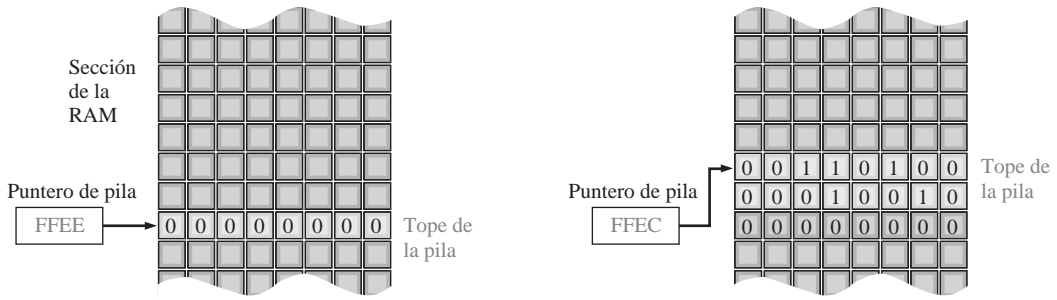 Sección
de la
RAM
Puntero de pila
FFEE
0 0 0 0 0 0 0 0
Tope de
la pila
Puntero de pila
FFEC
0 0 1 1 0 1 0 0
0 0 0 1 0 0 1 0
0 0 0 0 0 0 0 0
Tope de
la pila